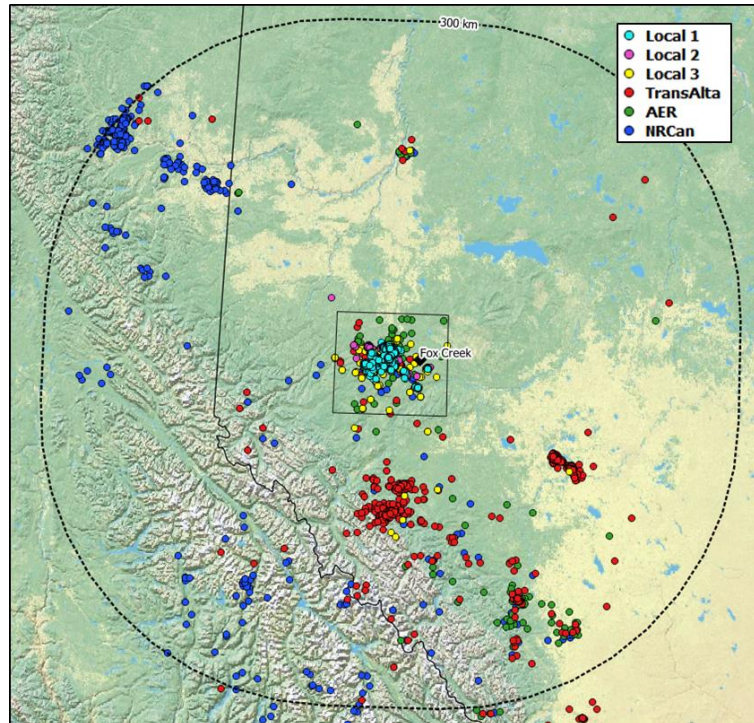 300 km
Local 1
Local 2
Local 3
TransAlta
AER
NRCan
Fox Creek